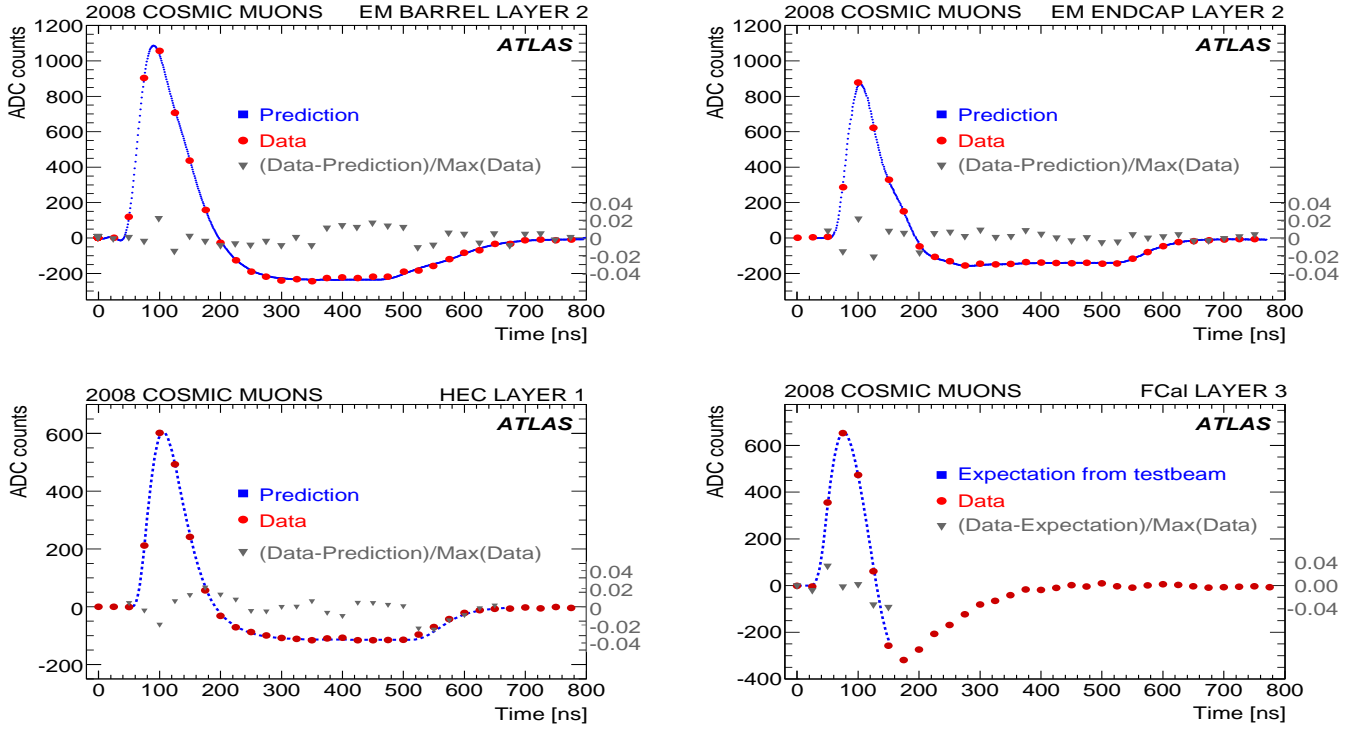 2008 COSMIC MUONS EM BARREL LAYER 2
ATLAS
ADC counts
1200
1000
800
600
400
200
0
-200
Prediction
Data
(Data-Prediction)/Max(Data)
0.04
0.02
0
-0.02
-0.04
0 100 200 300 400 500 600 700 800
Time [ns]
2008 COSMIC MUONS EM ENDCAP LAYER 2
ATLAS
ADC counts
1200
1000
800
600
400
200
0
-200
Prediction
Data
(Data-Prediction)/Max(Data)
0.04
0.02
0
-0.02
-0.04
0 100 200 300 400 500 600 700 800
Time [ns]
2008 COSMIC MUONS HEC LAYER 1
ATLAS
ADC counts
600
400
200
0
-200
Prediction
Data
(Data-Prediction)/Max(Data)
0.04
0.02
0
-0.02
-0.04
0 100 200 300 400 500 600 700 800
Time [ns]
2008 COSMIC MUONS FCal LAYER 3
ATLAS
ADC counts
600
400
200
0
-200
-400
Expectation from testbeam
Data
(Data-Expectation)/Max(Data)
0.04
0.00
-0.04
0 100 200 300 400 500 600 700 800
Time [ns]